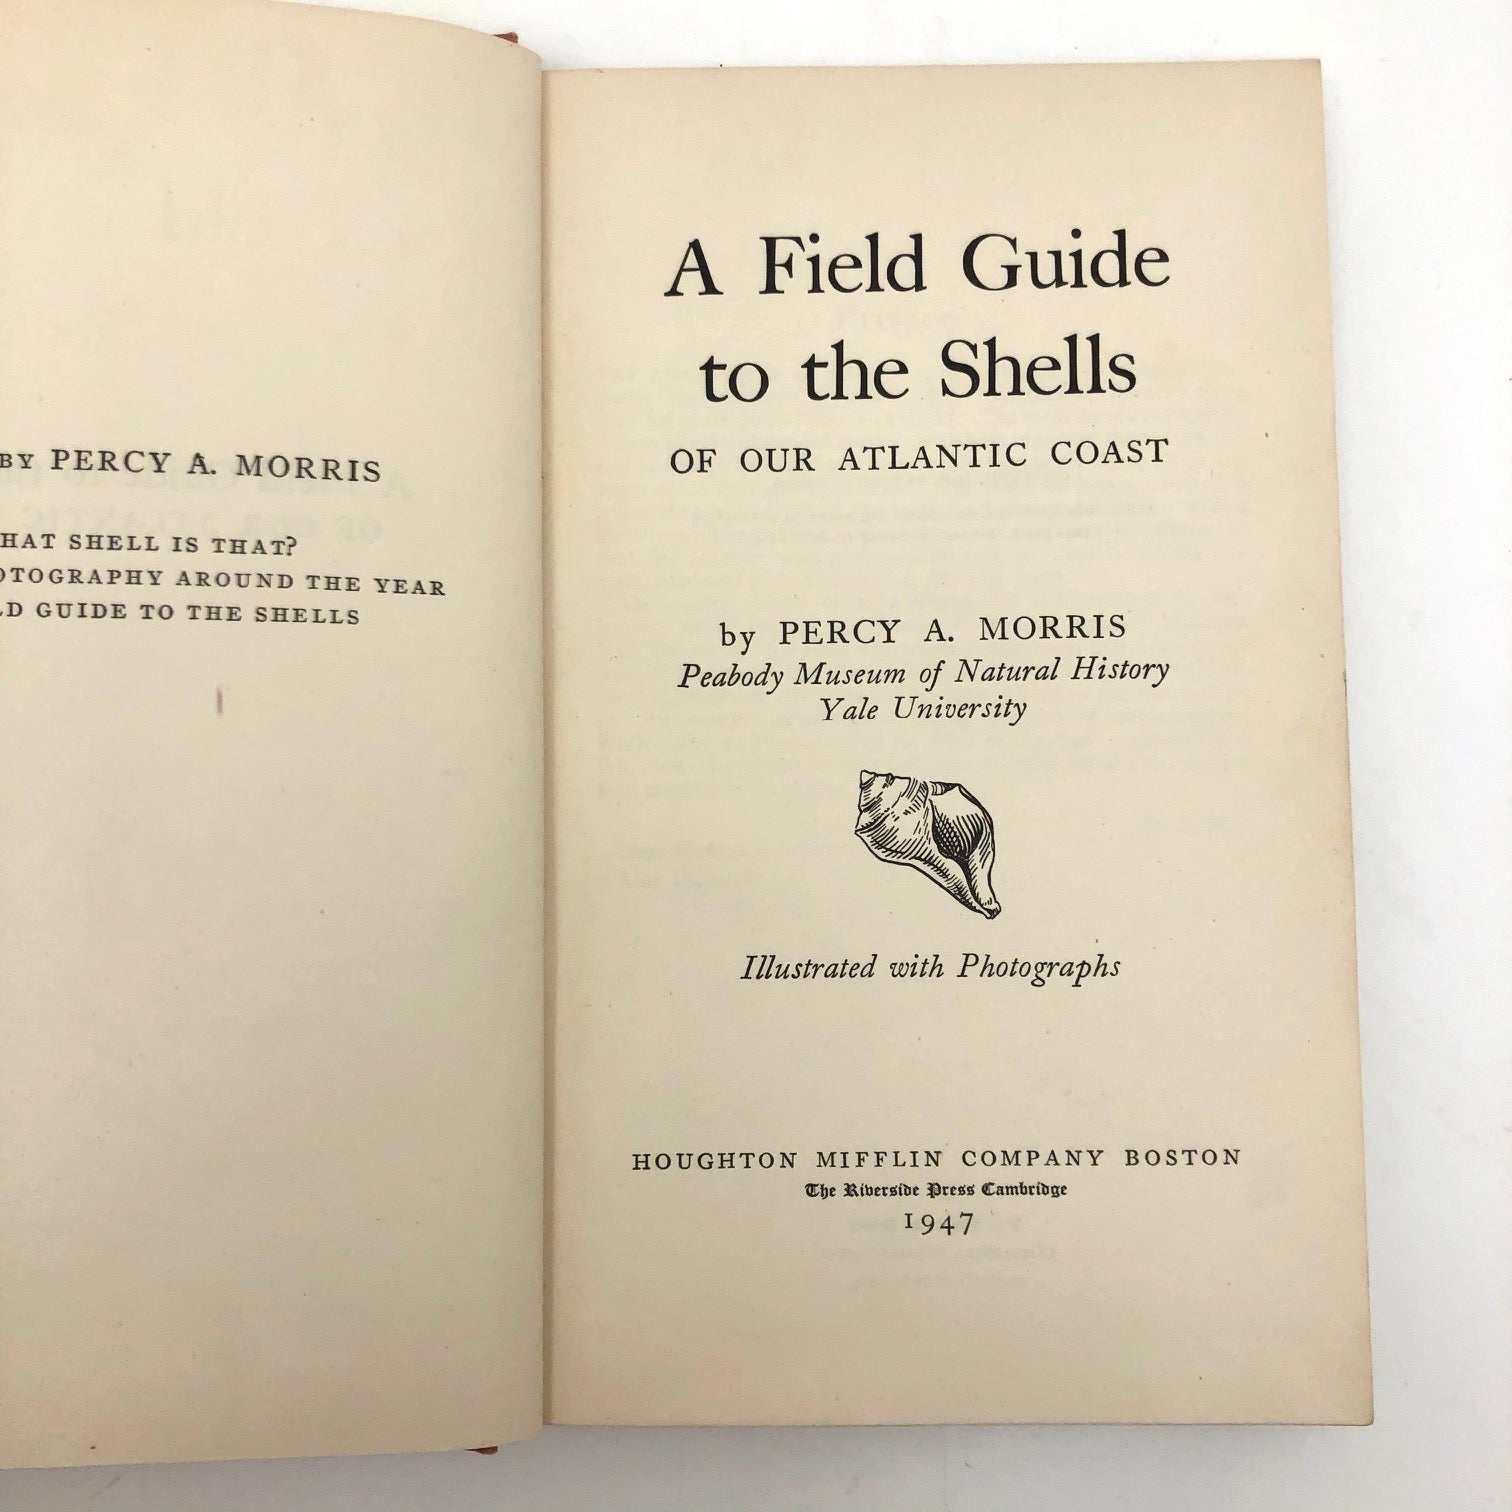 BY PERCY A. MORRIS
HAT SHELL IS THAT?
OTOGRAPHY AROUND THE YEAR
LD GUIDE TO THE SHELLS
A Field Guide
to the Shells
OF OUR ATLANTIC COAST
by PERCY A. MORRIS
Peabody Museum of Natural History
Yale University
Illustrated with Photographs
HOUGHTON MIFFLIN COMPANY BOSTON
The Riverside Press Cambridge
1947